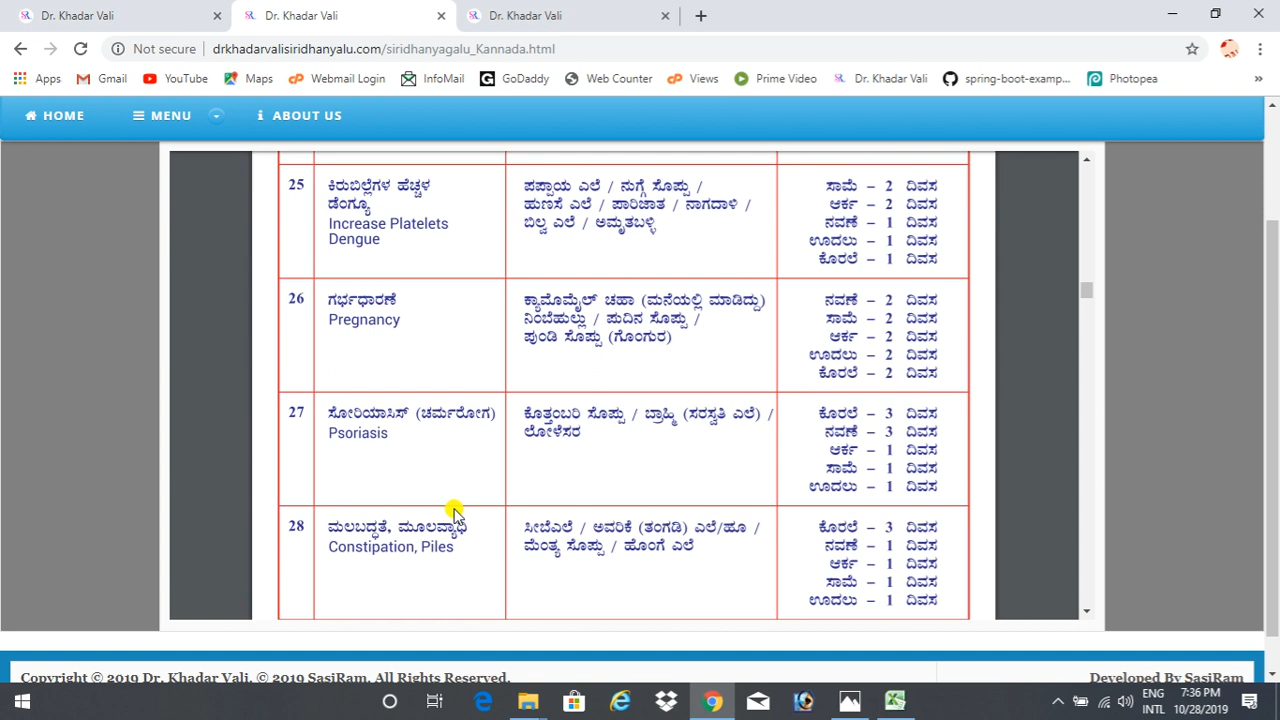 Dr. Khadar Vali
Dr. Khadar Vali
Dr. Khadar Vali
Not secure
drkhadarvalisiridhanyalu.com/siridhanyagalu_Kannada.html
Apps
Gmail
YouTube
Maps
Webmail Login
InfoMail
GoDaddy
Web Counter
Views
Prime Video
Dr. Khadar Vali
spring-boot-examp...
Photopea
»
HOME
MENU
ABOUT US
25
ಕಿರುಬಿಲ್ಲೆಗಳ ಹೆಚ್ಚಳ
ಡೆಂಗ್ಯೂ
Increase Platelets
Dengue
ಪಪ್ಪಾಯ ಎಲೆ / ನುಗ್ಗೆ ಸೊಪ್ಪು /
ಹುಣಸೆ ಎಲೆ / ಪಾರಿಜಾತ / ನಾಗದಾಳಿ /
ಬಿಲ್ವ ಎಲೆ / ಅಮೃತಬಳ್ಳಿ
ಸಾಮೆ – 2 ದಿವಸ
ಆರ್ಕ – 2 ದಿವಸ
ನವಣೆ – 1 ದಿವಸ
ಊದಲು – 1 ದಿವಸ
ಕೊರಲೆ – 1 ದಿವಸ
26
ಗರ್ಭಧಾರಣೆ
Pregnancy
ಕ್ಯಾಮೊಮೈಲ್ ಚಹಾ (ಮನೆಯಲ್ಲಿ ಮಾಡಿದ್ದು)
ನಿಂಬೆಹುಲ್ಲು / ಪುದಿನ ಸೊಪ್ಪು /
ಪುಂಡಿ ಸೊಪ್ಪು (ಗೊಂಗುರ)
ನವಣೆ – 2 ದಿವಸ
ಸಾಮೆ – 2 ದಿವಸ
ಆರ್ಕ – 2 ದಿವಸ
ಊದಲು – 2 ದಿವಸ
ಕೊರಲೆ – 2 ದಿವಸ
27
ಸೋರಿಯಾಸಿಸ್ (ಚರ್ಮರೋಗ)
Psoriasis
ಕೊತ್ತಂಬರಿ ಸೊಪ್ಪು / ಬ್ರಾಹ್ಮಿ (ಸರಸ್ವತಿ ಎಲೆ) /
ಲೋಳೆಸರ
ಕೊರಲೆ – 3 ದಿವಸ
ನವಣೆ – 3 ದಿವಸ
ಆರ್ಕ – 1 ದಿವಸ
ಸಾಮೆ – 1 ದಿವಸ
ಊದಲು – 1 ದಿವಸ
28
ಮಲಬದ್ಧತೆ, ಮೂಲವ್ಯಾಧಿ
Constipation, Piles
ಸೀಬೆಎಲೆ / ಅವರಿಕೆ (ತಂಗಡಿ) ಎಲೆ/ಹೂ /
ಮೆಂತ್ಯ ಸೊಪ್ಪು / ಹೊಂಗೆ ಎಲೆ
ಕೊರಲೆ – 3 ದಿವಸ
ನವಣೆ – 1 ದಿವಸ
ಆರ್ಕ – 1 ದಿವಸ
ಸಾಮೆ – 1 ದಿವಸ
ಊದಲು – 1 ದಿವಸ
Copyright © 2019 Dr. Khadar Vali. © 2019 SasiRam. All Rights Reserved.
Developed By SasiRam
ENG
INTL
7:36 PM
10/28/2019